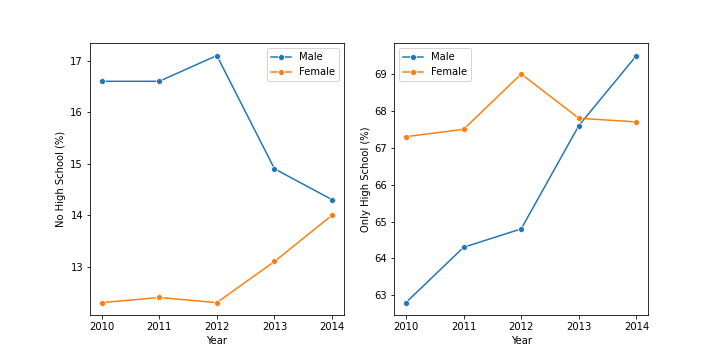 No High School (%)
17
16
15
14
13
Male
Female
2010 2011 2012 2013 2014
Year
Only High School (%)
69
68
67
66
65
64
63
Male
Female
2010 2011 2012 2013 2014
Year